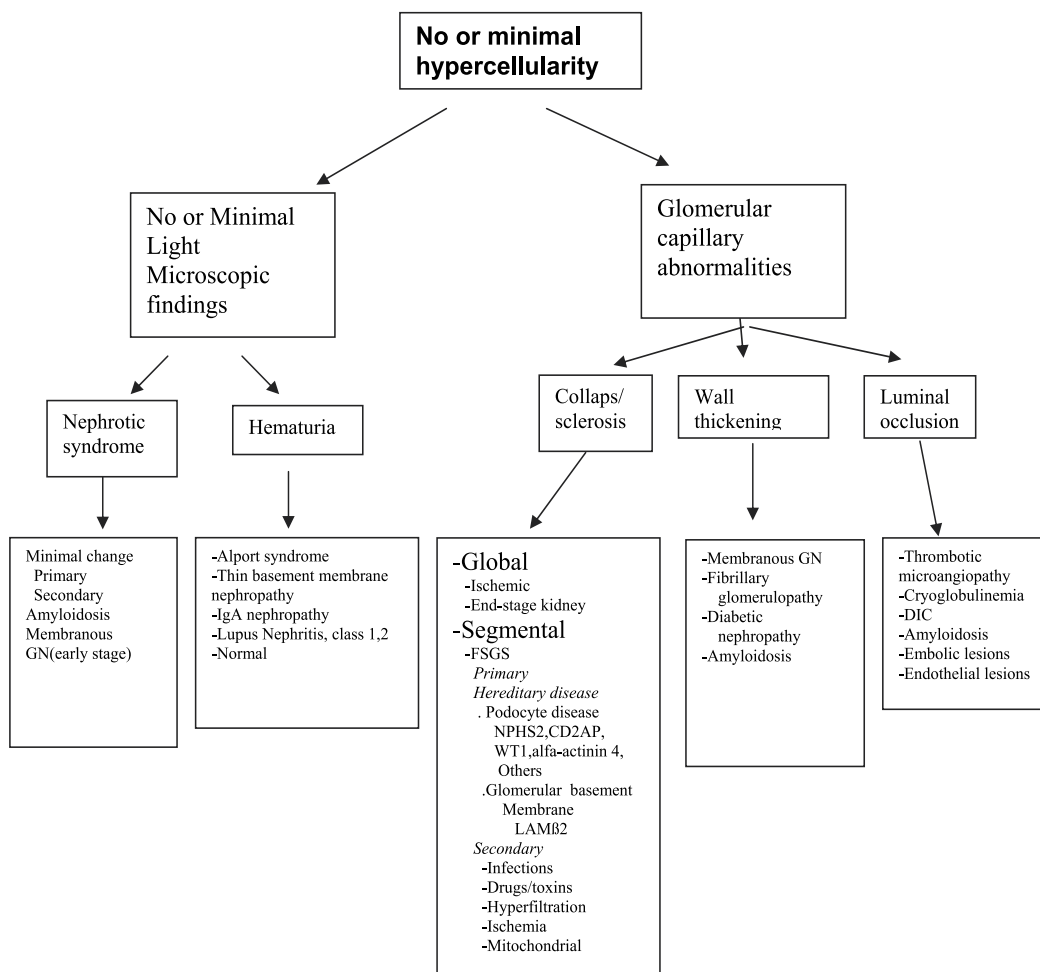 No or minimal
hypercellularity
No or Minimal
Light
Microscopic
findings
Glomerular
capillary
abnormalities
Nephrotic
syndrome
Hematuria
Collaps/
sclerosis
Wall
thickening
Luminal
occlusion
Minimal change
Primary
Secondary
Amyloidosis
Membranous
GN(early stage)
-Alport syndrome
-Thin basement membrane
nephropathy
-IgA nephropathy
-Lupus Nephritis, class 1,2
-Normal
-Global
-Ischemic
-End-stage kidney
-Segmental
-FSGS
Primary
Hereditary disease
. Podocyte disease
NPHS2,CD2AP,
WT1,alfa-actinin 4,
Others
.Glomerular basement
Membrane
LAMß2
Secondary
-Infections
-Drugs/toxins
-Hyperfiltration
-Ischemia
-Mitochondrial
-Membranous GN
-Fibrillary
glomerulopathy
-Diabetic
nephropathy
-Amyloidosis
-Thrombotic
microangiopathy
-Cryoglobulinemia
-DIC
-Amyloidosis
-Embolic lesions
-Endothelial lesions